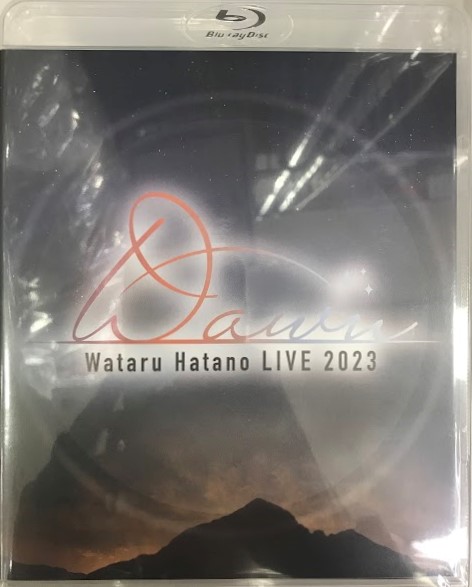 Blu-ray Disc
Dawn
Wataru Hatano LIVE 2023